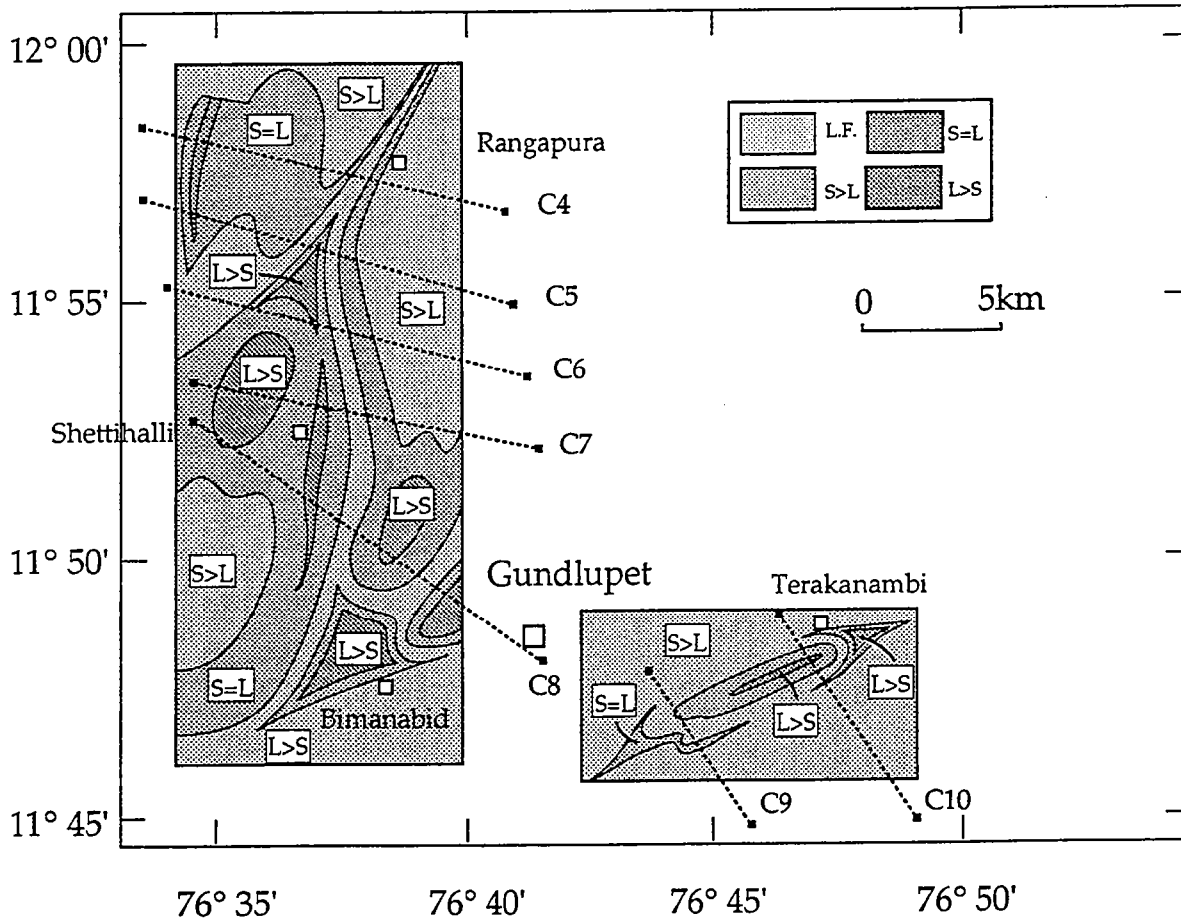 12° 00'
S>L
S=L
Rangapura
L.F.
S=L
S>L
L>S
C4
L>S
11° 55'
S>L
C5
0 5km
C6
L>S
Shettihalli
C7
L>S
11° 50'
S>L
Gundlupet
Terakanambi
S>L
L>S
L>S
S=L
C8
S=L
L>S
Bimanabid
L>S
C9
C10
11° 45'
76° 35'
76° 40'
76° 45'
76° 50'